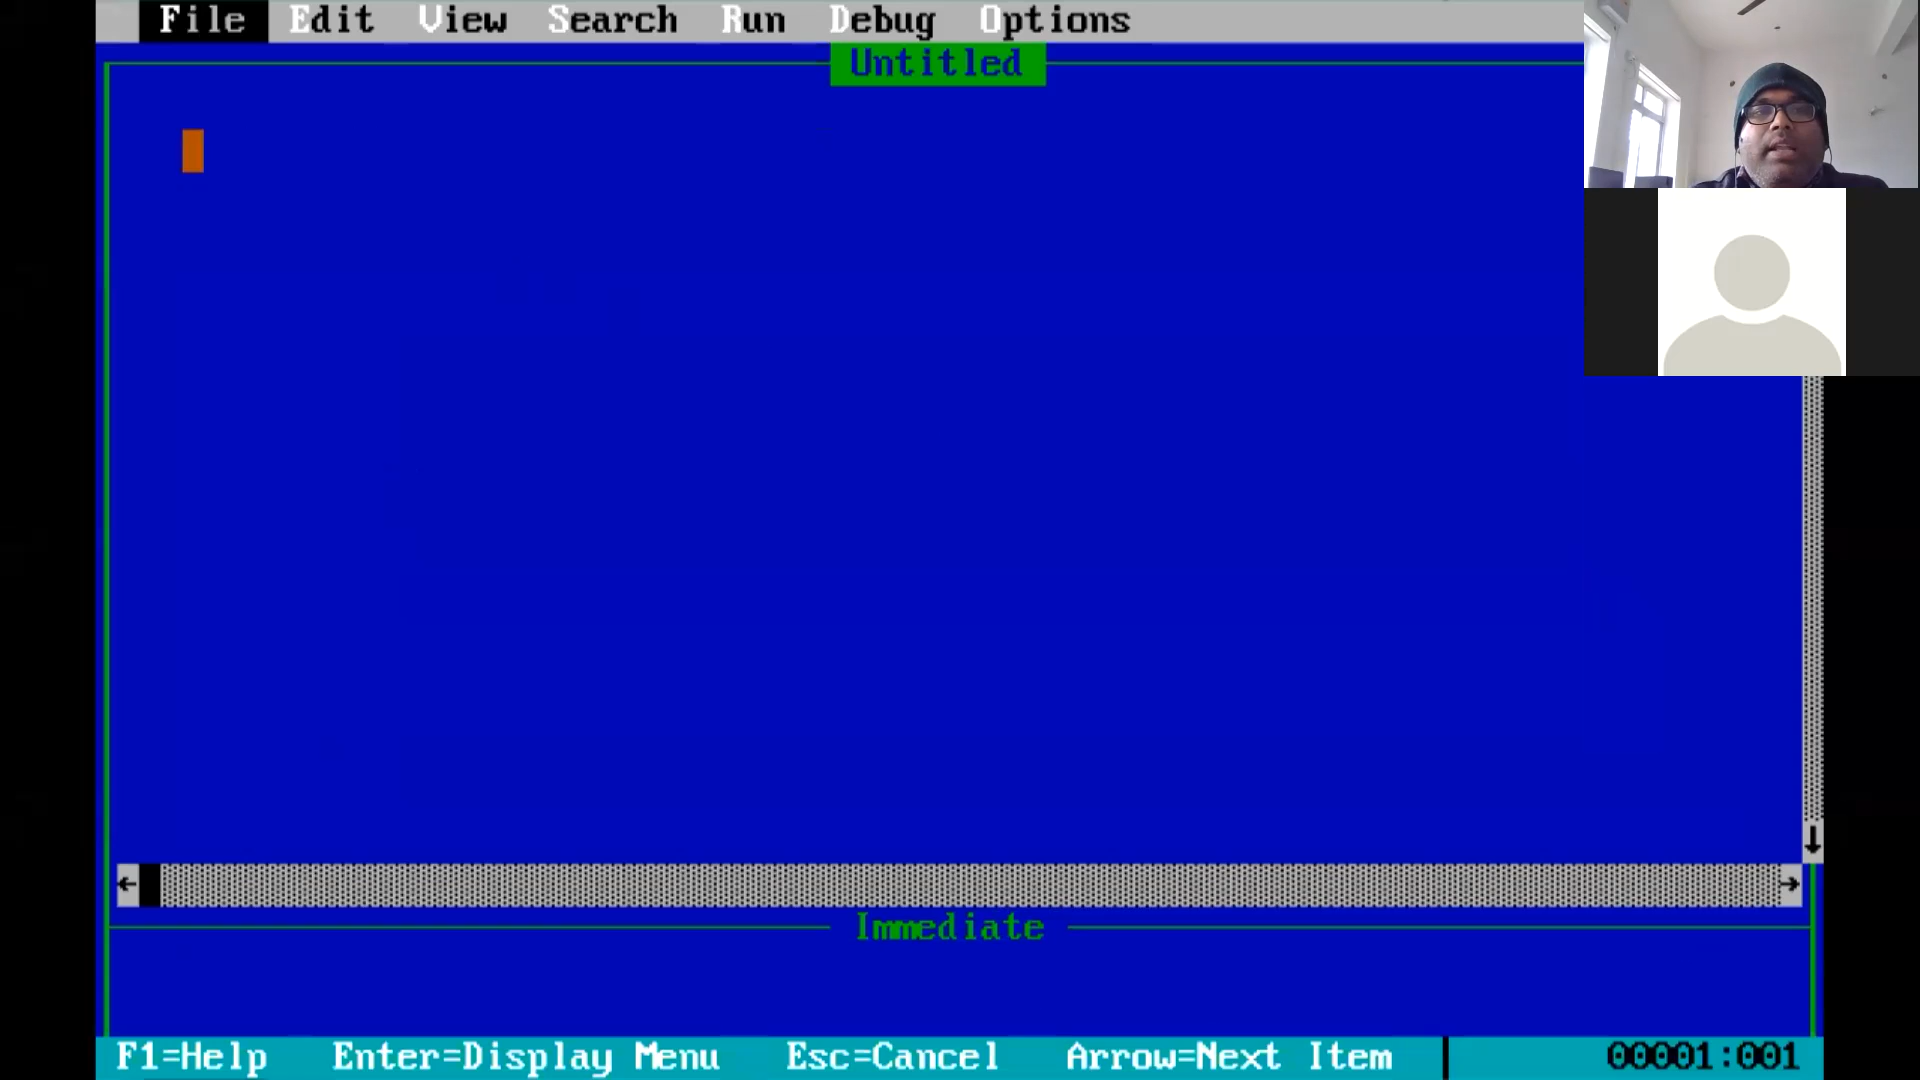 File Edit View Search Run Debug Options
Untitled
Immediate
F1=Help Enter=Display Menu Esc=Cancel Arrow=Next Item 00001:001